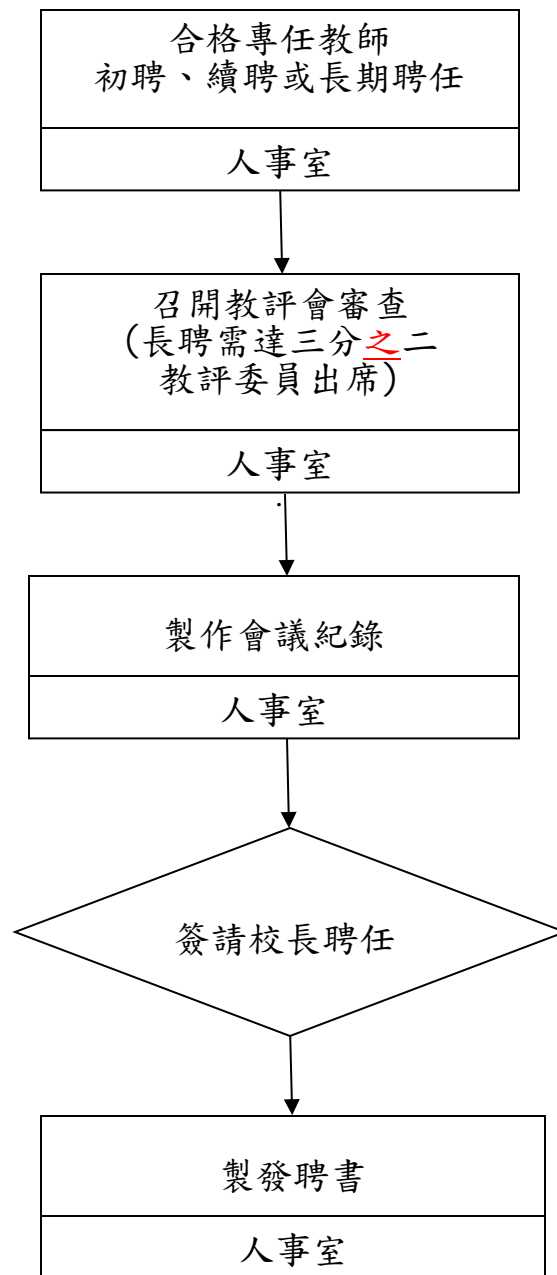 合格專任教師
初聘、續聘或長期聘任
人事室
召開教評會審查
(長聘需達三分之二
教評委員出席)
人事室
製作會議紀錄
人事室
簽請校長聘任
製發聘書
人事室